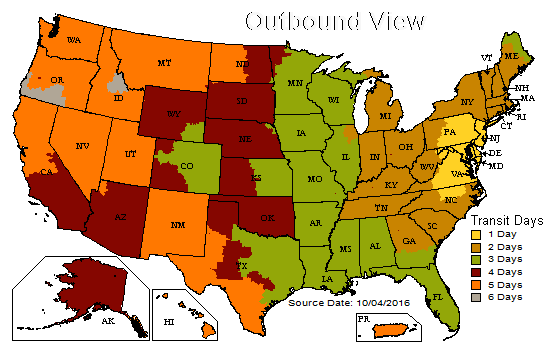 Outbound View
WA
MT
ND
OR
ID
MN
WI
MI
NY
VT
ME
NH
MA
RI
CT
NJ
DE
MD
PA
WY
SD
IA
NE
NV
UT
CO
KS
MO
IL
IN
OH
WV
VA
KY
NC
TN
CA
AZ
NM
OK
AR
SC
TX
LA
MS
AL
GA
FL
AK
HI
PR
Transit Days
1 Day
2 Days
3 Days
4 Days
5 Days
6 Days
Source Date: 10/04/2016